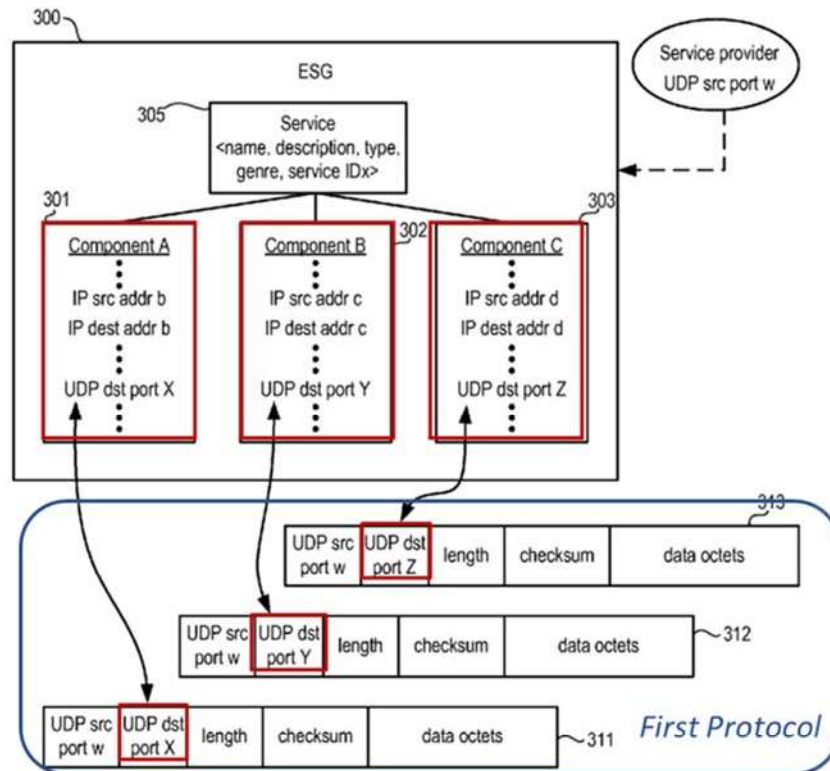 300
ESG
Service provider
UDP src port w
305
Service
<name, description, type,
genre, service IDx>
301
Component A
IP src addr b
IP dest addr b
UDP dst port X
302
Component B
IP src addr c
IP dest addr c
UDP dst port Y
303
Component C
IP src addr d
IP dest addr d
UDP dst port Z
313
UDP src
port w
UDP dst
port Z
length
checksum
data octets
312
UDP src
port w
UDP dst
port Y
length
checksum
data octets
311
UDP src
port w
UDP dst
port X
length
checksum
data octets
First Protocol